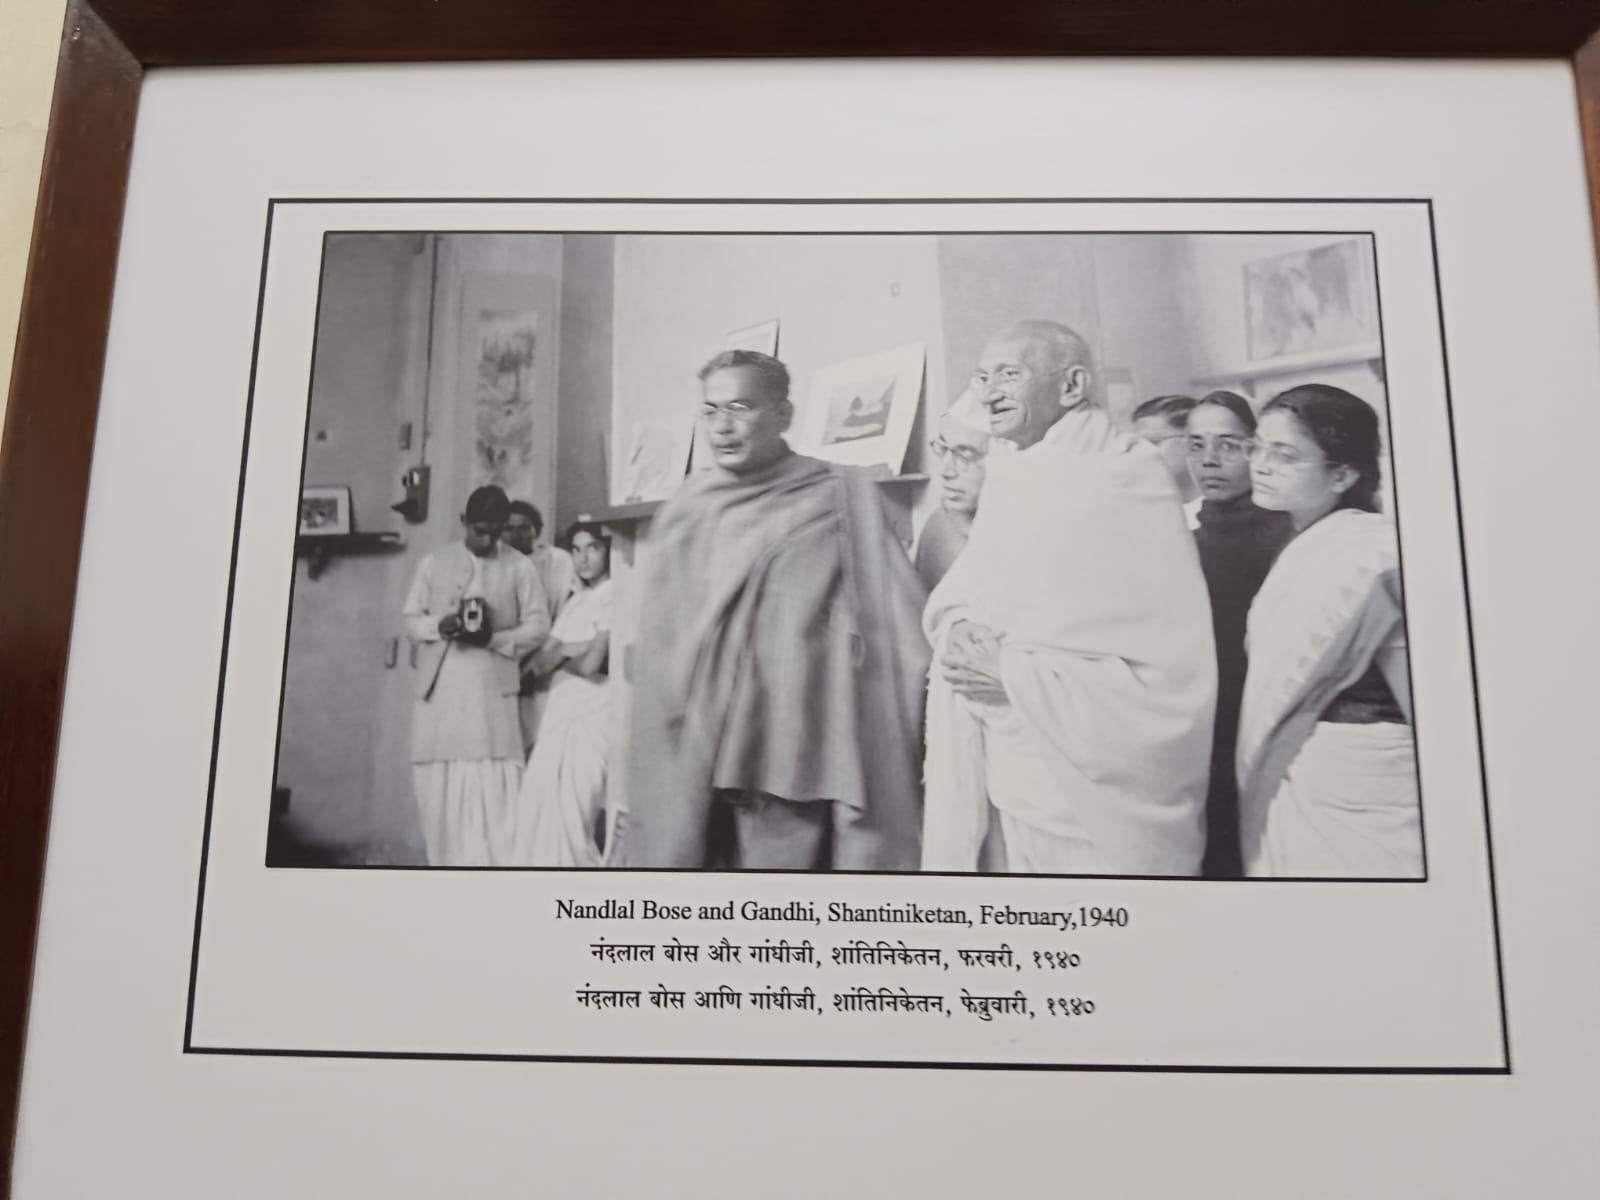 Nandlal Bose and Gandhi, Shantiniketan, February,1940
नंदलाल बोस और गांधीजी, शांतिनिकेतन, फरवरी, १९४०
नंदलाल बोस आणि गांधीजी, शांतिनिकेतन, फेब्रुवारी, १९४०